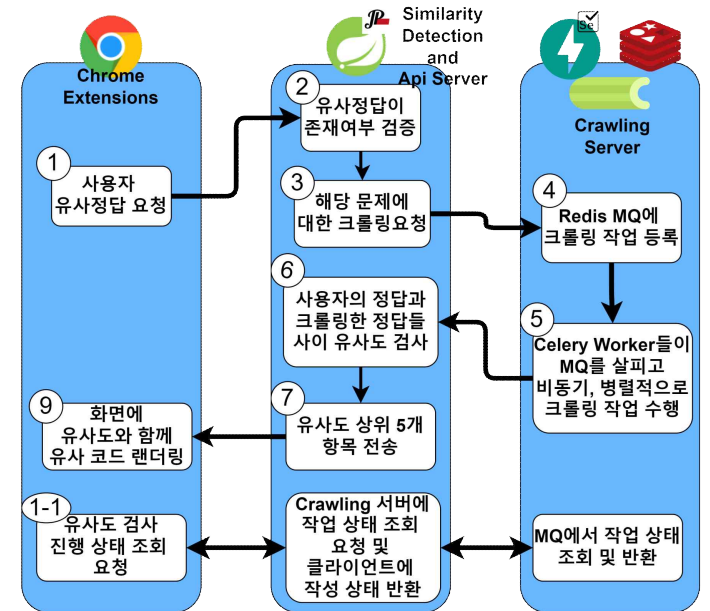 Chrome
Extensions
Similarity
Detection
and
Api Server
JP
Se
Crawling
Server
1
사용자
유사정답 요청
2
유사정답이
존재여부 검증
3
해당 문제에
대한 크롤링요청
4
Redis MQ에
크롤링 작업 등록
5
Celery Worker들이
MQ를 살피고
비동기, 병렬적으로
크롤링 작업 수행
6
사용자의 정답과
크롤링한 정답들
사이 유사도 검사
7
유사도 상위 5개
항목 전송
9
화면에
유사도와 함께
유사 코드 랜더링
1-1
유사도 검사
진행 상태 조회
요청
Crawling 서버에
작업 상태 조회
요청 및
클라이언트에
작성 상태 반환
MQ에서 작업 상태
조회 및 반환